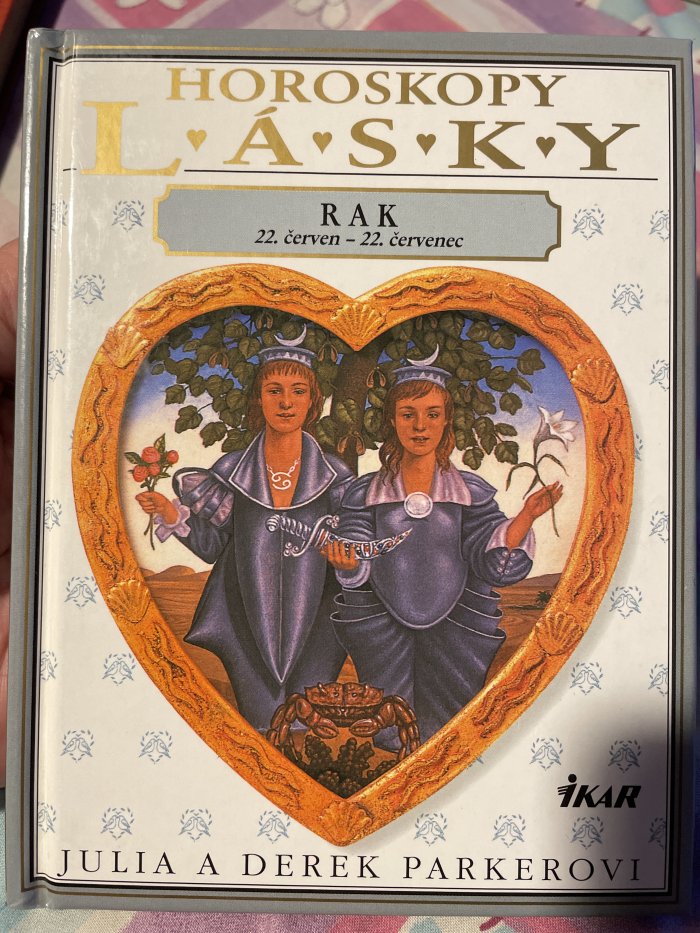 HOROSKOPY
L♥Á♥S♥K♥Y
RAK
22. červen – 22. červenec
IKAR
JULIA A DEREK PARKEROVI